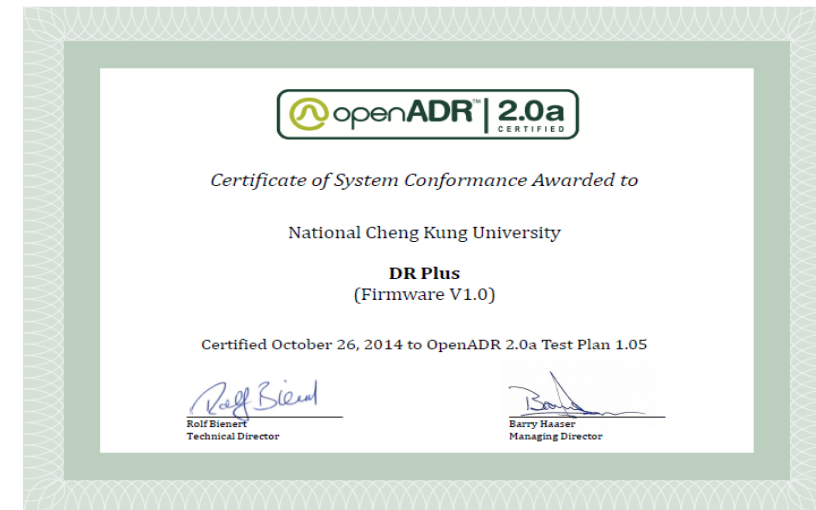 openADR™ 2.0a
CERTIFIED
Certificate of System Conformance Awarded to
National Cheng Kung University
DR Plus
(Firmware V1.0)
Certified October 26, 2014 to OpenADR 2.0a Test Plan 1.05
Rolf Bienert
Technical Director
Barry Haaser
Managing Director